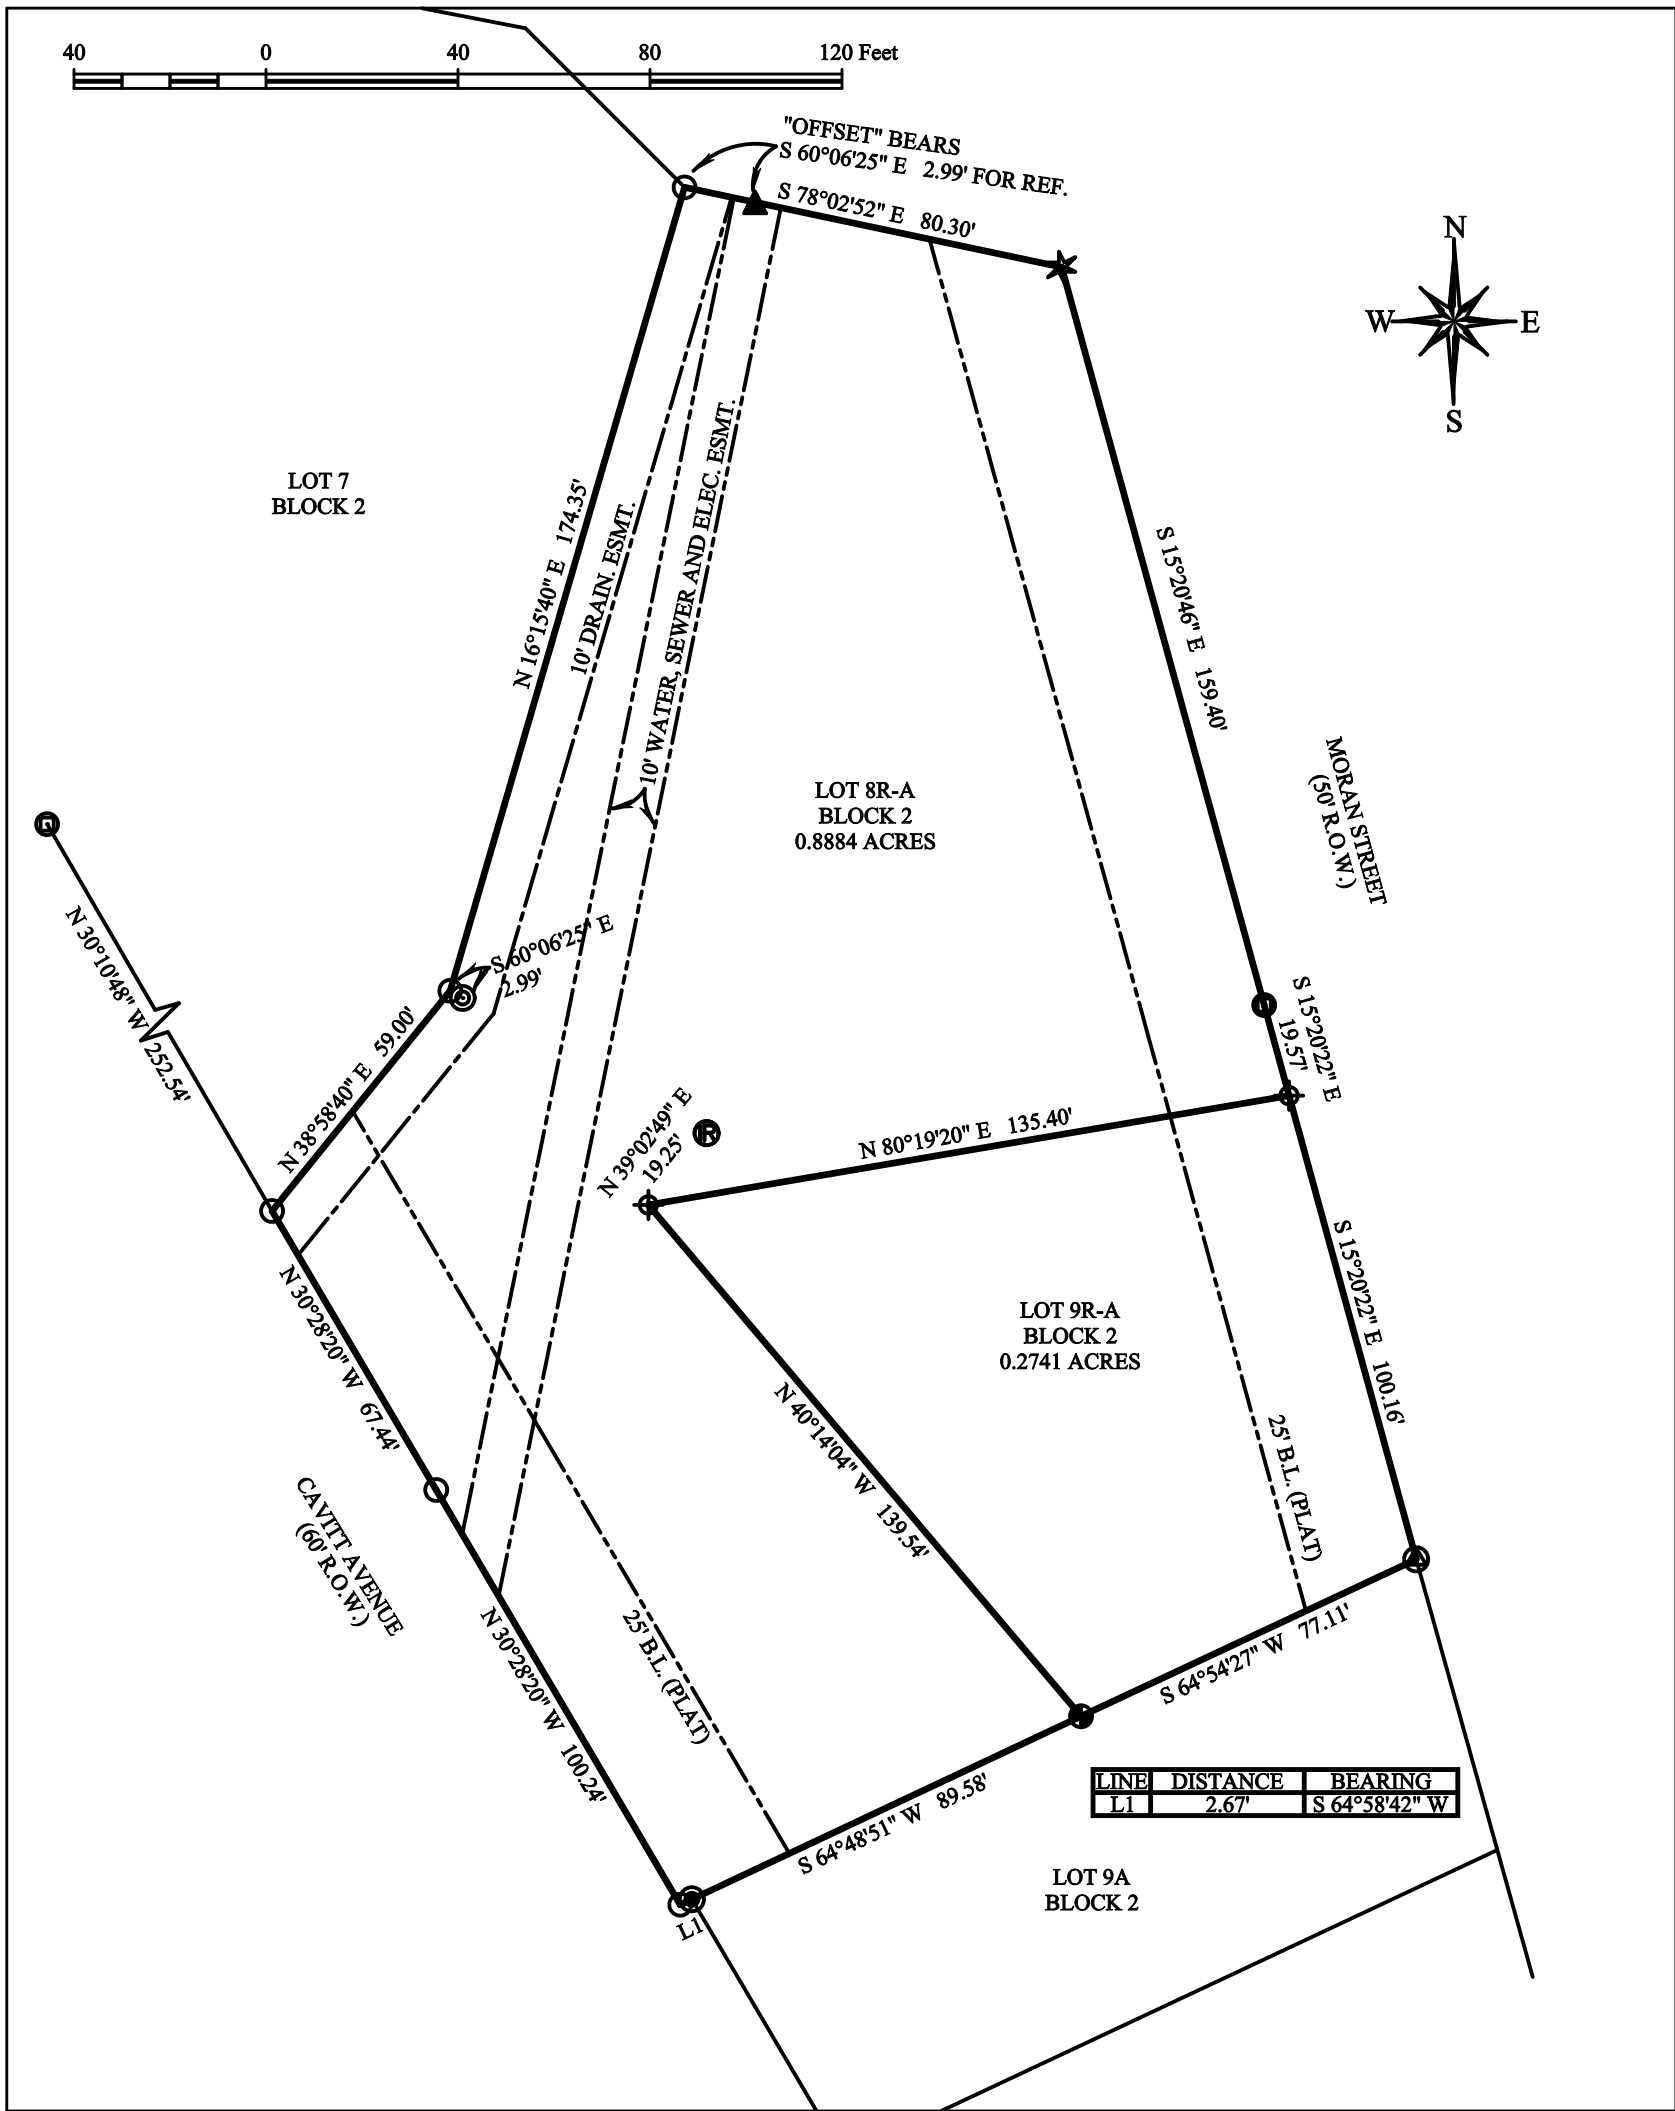 40 0 40 80 120 Feet
"OFFSET" BEARS
S 60°06'25" E 2.99' FOR REF.
S 78°02'52" E 80.30'
N
W E
S
LOT 7
BLOCK 2
N 16°15'40" E 174.35'
10' DRAIN. ESMT.
10' WATER, SEWER AND ELEC. ESMT.
S 15°20'46" E 159.40'
MORAN STREET
(50' R.O.W.)
LOT 8R-A
BLOCK 2
0.8884 ACRES
N 30°10'48" W 252.54'
S 60°06'25" E
2.99'
N 38°58'40" E 59.00'
S 15°20'22" E
19.57'
N 39°02'49" E
19.25'
R
N 80°19'20" E 135.40'
N 30°28'20" W 67.44'
LOT 9R-A
BLOCK 2
0.2741 ACRES
S 15°20'22" E 100.16'
N 40°14'04" W 139.54'
25' B.L. (PLAT)
CAVITT AVENUE
(60' R.O.W.)
N 30°28'20" W 100.24'
25' B.L. (PLAT)
S 64°54'27" W 77.11'
S 64°48'51" W 89.58'
LINE DISTANCE BEARING
L1 2.67' S 64°58'42" W
LOT 9A
BLOCK 2
L1